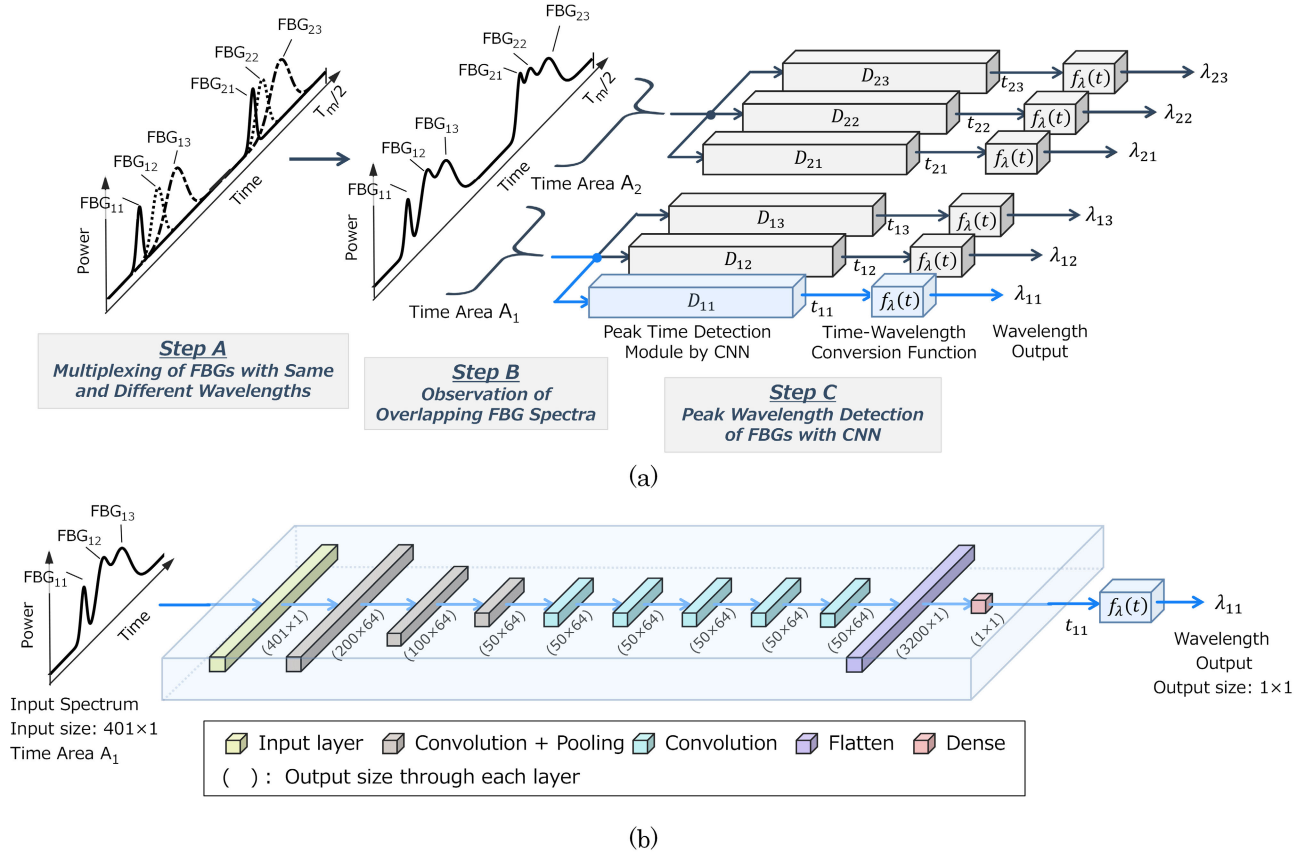 FBG₂₃
FBG₂₂
FBG₂₁
Tₘ/2
FBG₁₃
FBG₁₂
FBG₁₁
Time
Power
FBG₂₃
FBG₂₂
FBG₂₁
Tₘ/2
FBG₁₃
FBG₁₂
FBG₁₁
Time
Power
Time Area A₂
Time Area A₁
D₂₃ t₂₃ f_λ(t) λ₂₃
D₂₂ t₂₂ f_λ(t) λ₂₂
D₂₁ t₂₁ f_λ(t) λ₂₁
D₁₃ t₁₃ f_λ(t) λ₁₃
D₁₂ t₁₂ f_λ(t) λ₁₂
D₁₁ t₁₁ f_λ(t) λ₁₁
Peak Time Detection
Module by CNN
Time-Wavelength
Conversion Function
Wavelength
Output
Step A
Multiplexing of FBGs with Same
and Different Wavelengths
Step B
Observation of
Overlapping FBG Spectra
Step C
Peak Wavelength Detection
of FBGs with CNN
(a)
FBG₁₃
FBG₁₂
FBG₁₁
Time
Power
Input Spectrum
Input size: 401×1
Time Area A₁
(401×1)
(200×64)
(100×64)
(50×64)
(50×64)
(50×64)
(50×64)
(50×64)
(50×64)
(3200×1)
(1×1)
t₁₁ f_λ(t) λ₁₁
Wavelength
Output
Output size: 1×1
Input layer Convolution + Pooling Convolution Flatten Dense
( ) : Output size through each layer
(b)